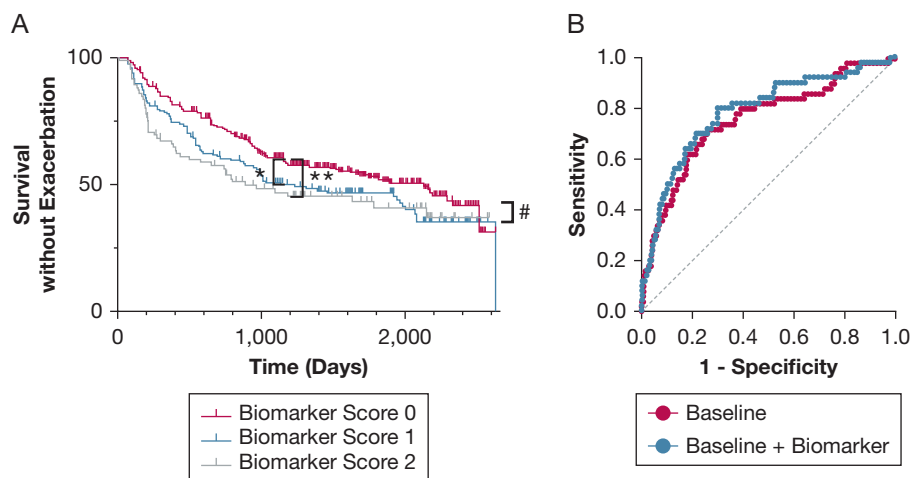 A
100
50
0
Survival
without Exacerbation
*
**
#
0
1,000
2,000
Time (Days)
Biomarker Score 0
Biomarker Score 1
Biomarker Score 2
B
1.0
0.8
0.6
0.4
0.2
0.0
Sensitivity
0.0 0.2 0.4 0.6 0.8 1.0
1 - Specificity
Baseline
Baseline + Biomarker